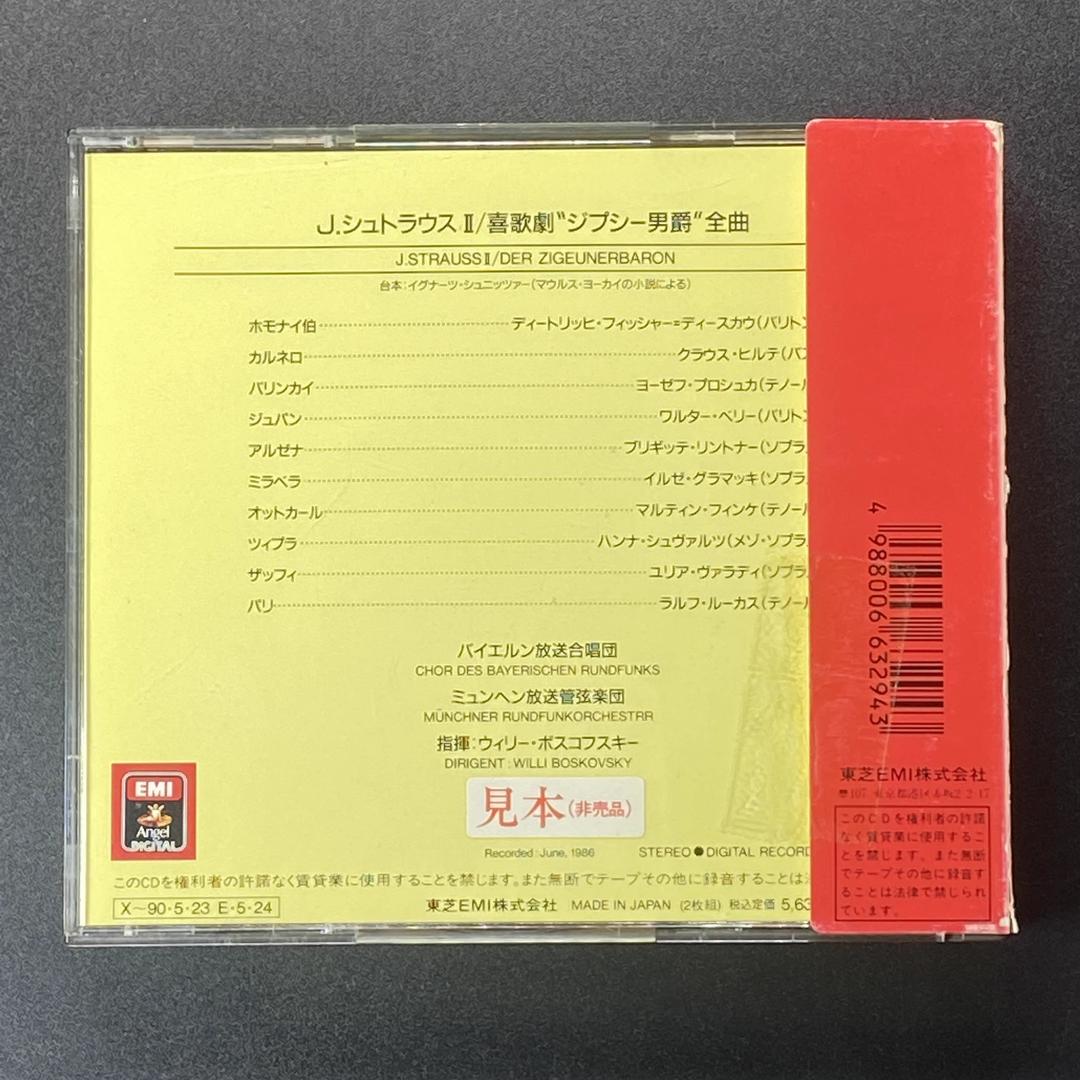 J.シュトラウスⅡ/喜歌劇"ジプシー男爵"全曲
J.STRAUSSⅡ/DER ZIGEUNERBARON
台本:イグナーツ・シュニッツァー(マウルス・ヨーカイの小説による)
ホモナイ伯 ディートリッヒ・フィッシャー=ディースカウ(バリト
カルネロ クラウス・ヒルテ(バ
バリンカイ ヨーゼフ・プロシュカ(テノー
ジュパン ワルター・ベリー(バリト
アルゼナ ブリギッテ・リントナー(ソプラ
ミラベラ イルゼ・グラマツキ(ソプラ
オットカール マルティン・フィンケ(テノー
ツィプラ ハンナ・シュヴァルツ(メゾ・ソプラ
ザッフィ ユリア・ヴァラディ(ソプラ
パリ ラルフ・ルーカス(テノー
バイエルン放送合唱団
CHOR DES BAYERISCHEN RUNDFUNKS
ミュンヘン放送管弦楽団
MÜNCHNER RUNDFUNKORCHESTRR
指揮:ウィリー・ボスコフスキー
DIRIGENT:WILLI BOSKOVSKY
見本(非売品)
EMI
Angel
DIGITAL
Recorded:June, 1986 STEREO●DIGITAL RECORD
このCDを権利者の許諾なく賃貸業に使用することを禁じます。また無断でテープその他に録音することは
X〜90・5・23 E・5・24
東芝EMI株式会社 MADE IN JAPAN (2枚組) 税込定価 5,63
4 988006 632943
東芝EMI株式会社
〒107 東京都港区赤坂2-2-17
このCDを権利者の許諾
なく賃貸業に使用するこ
とを禁じます。また無断
でテープその他に録音す
ることは法律で禁じられ
ています。